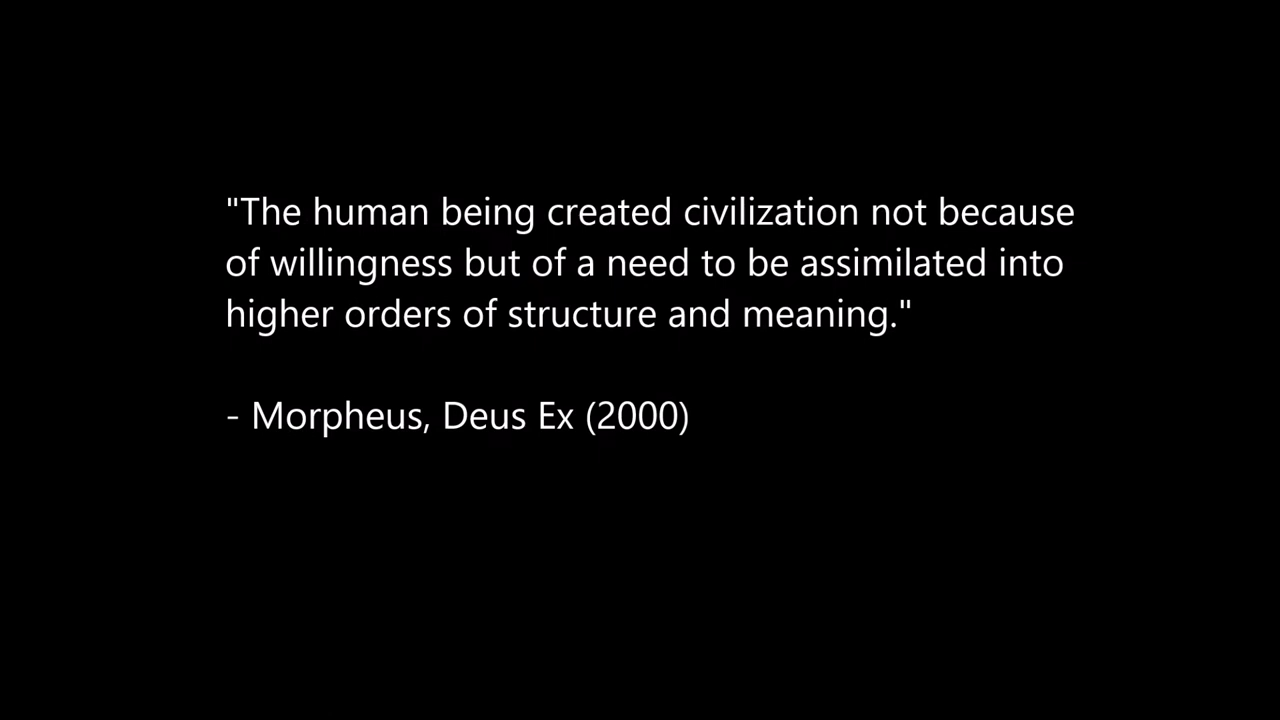 "The human being created civilization not because
of willingness but of a need to be assimilated into
higher orders of structure and meaning."
- Morpheus, Deus Ex (2000)